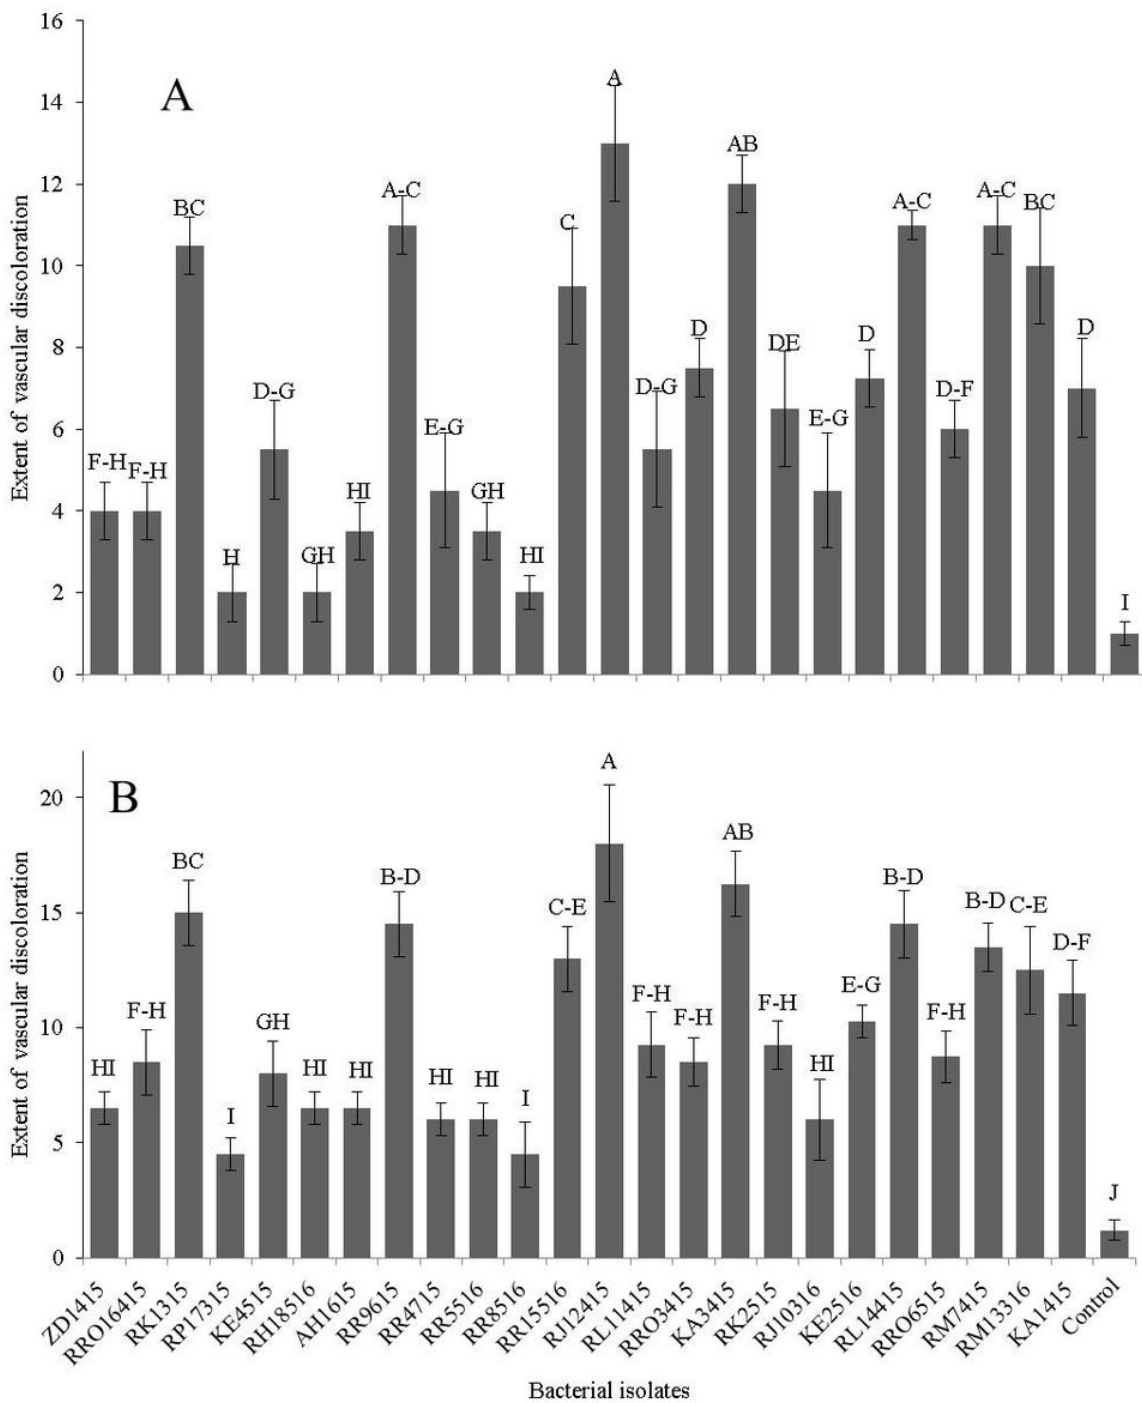 16
14
12
10
8
6
4
2
0
Extent of vascular discoloration
A
F-H
F-H
BC
H
D-G
GH
HI
A-C
E-G
GH
HI
C
A
D-G
D
AB
DE
E-G
D
A-C
D-F
A-C
BC
D
I
20
15
10
5
0
Extent of vascular discoloration
B
HI
F-H
BC
I
GH
HI
HI
B-D
HI
HI
I
C-E
A
F-H
F-H
AB
F-H
HI
E-G
B-D
F-H
B-D
C-E
D-F
J
ZD1415
RRO16415
RK1315
RP17315
KE4515
RH18516
AH1615
RR9615
RR4715
RR5516
RR8516
RR15516
RJ12415
RL11415
RRO3415
KA3415
RK2515
RJ10316
KE2516
RL14415
RRO6515
RM7415
RM13316
KA1415
Control
Bacterial isolates